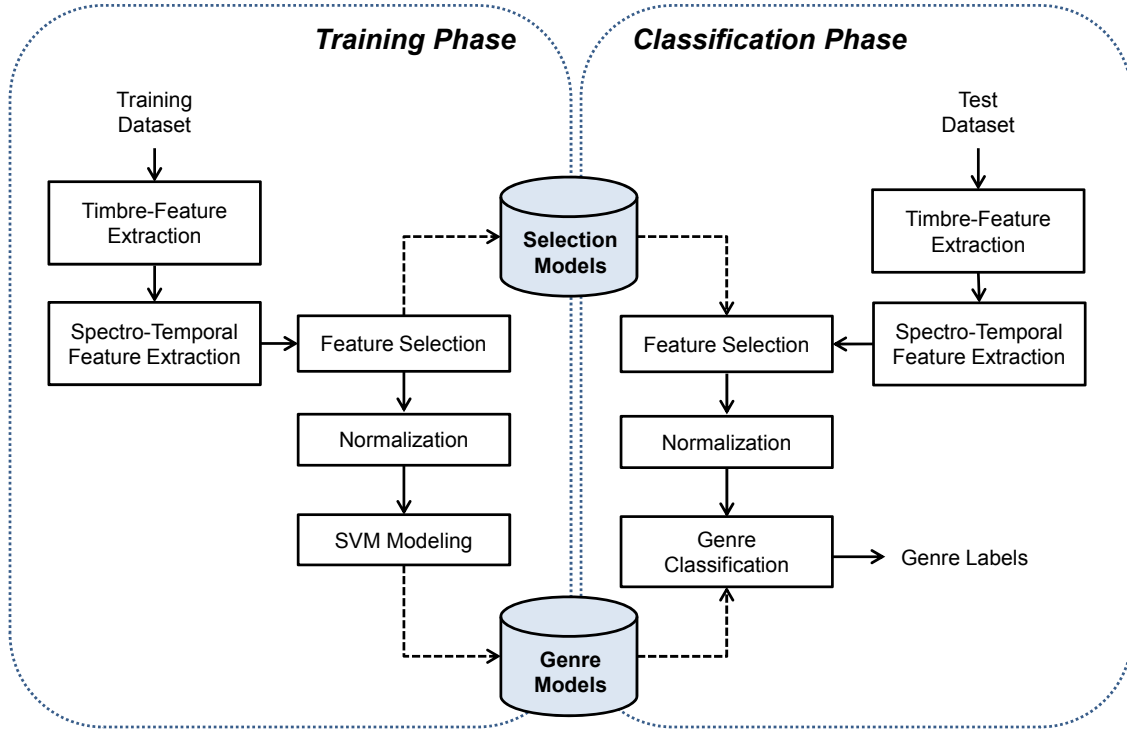 Training Phase
Classification Phase
Training
Dataset
Timbre-Feature
Extraction
Spectro-Temporal
Feature Extraction
Feature Selection
Normalization
SVM Modeling
Selection
Models
Genre
Models
Test
Dataset
Timbre-Feature
Extraction
Spectro-Temporal
Feature Extraction
Feature Selection
Normalization
Genre
Classification
Genre Labels